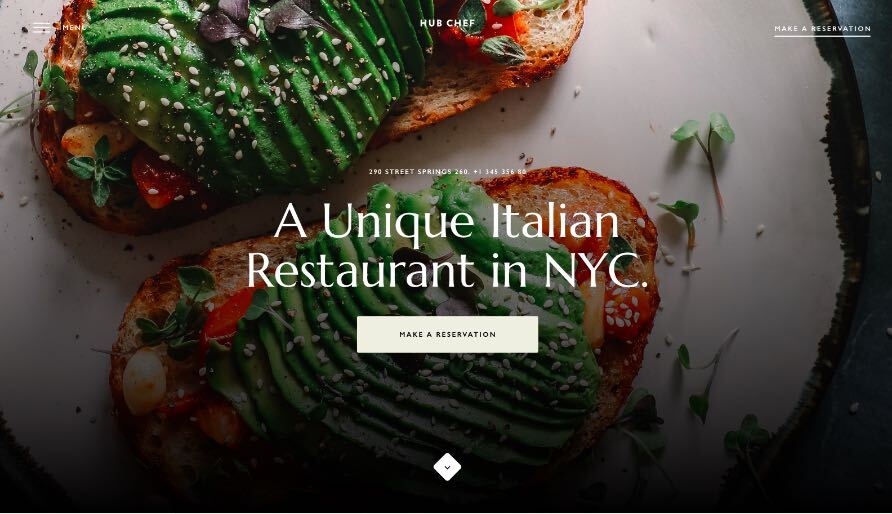 MENU
HUB CHEF
MAKE A RESERVATION
290 STREET SPRINGS 260. +1 345 356 80
A Unique Italian
Restaurant in NYC.
MAKE A RESERVATION